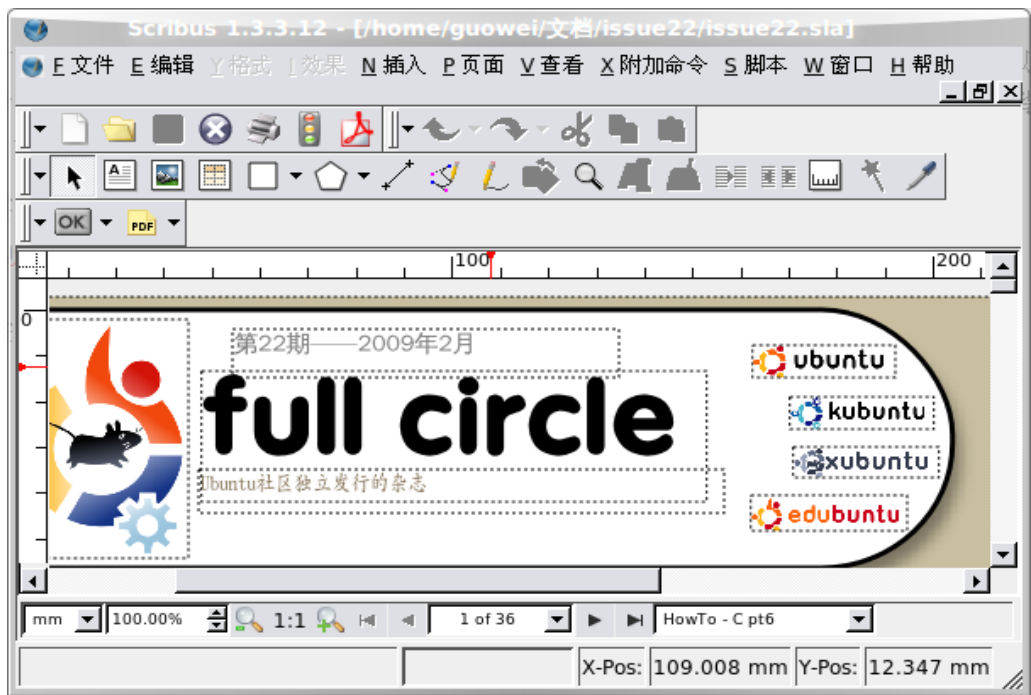 Scribus 1.3.3.12 - [/home/guowei/文档/issue22/issue22.sla]
F 文件 E 编辑 Y 格式 I 效果 N 插入 P 页面 V 查看 X 附加命令 S 脚本 W 窗口 H 帮助
A
OK PDF
100 200
0
第22期——2009年2月
ubuntu
full circle
kubuntu
xubuntu
Ubuntu社区独立发行的杂志
edubuntu
mm 100.00% 1:1 1 of 36 HowTo - C pt6
X-Pos: 109.008 mm Y-Pos: 12.347 mm